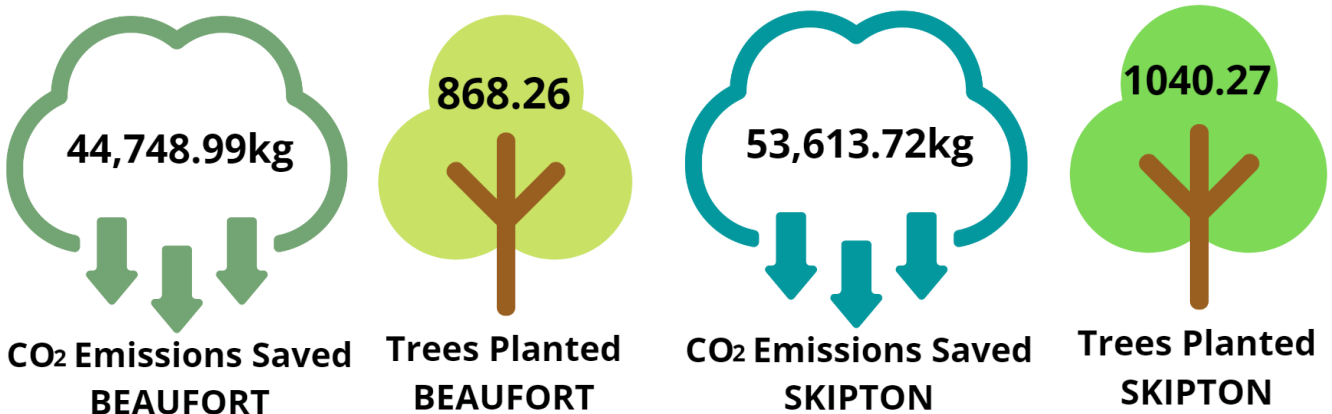 44,748.99kg
CO2 Emissions Saved
BEAUFORT
868.26
Trees Planted
BEAUFORT
53,613.72kg
CO2 Emissions Saved
SKIPTON
1040.27
Trees Planted
SKIPTON